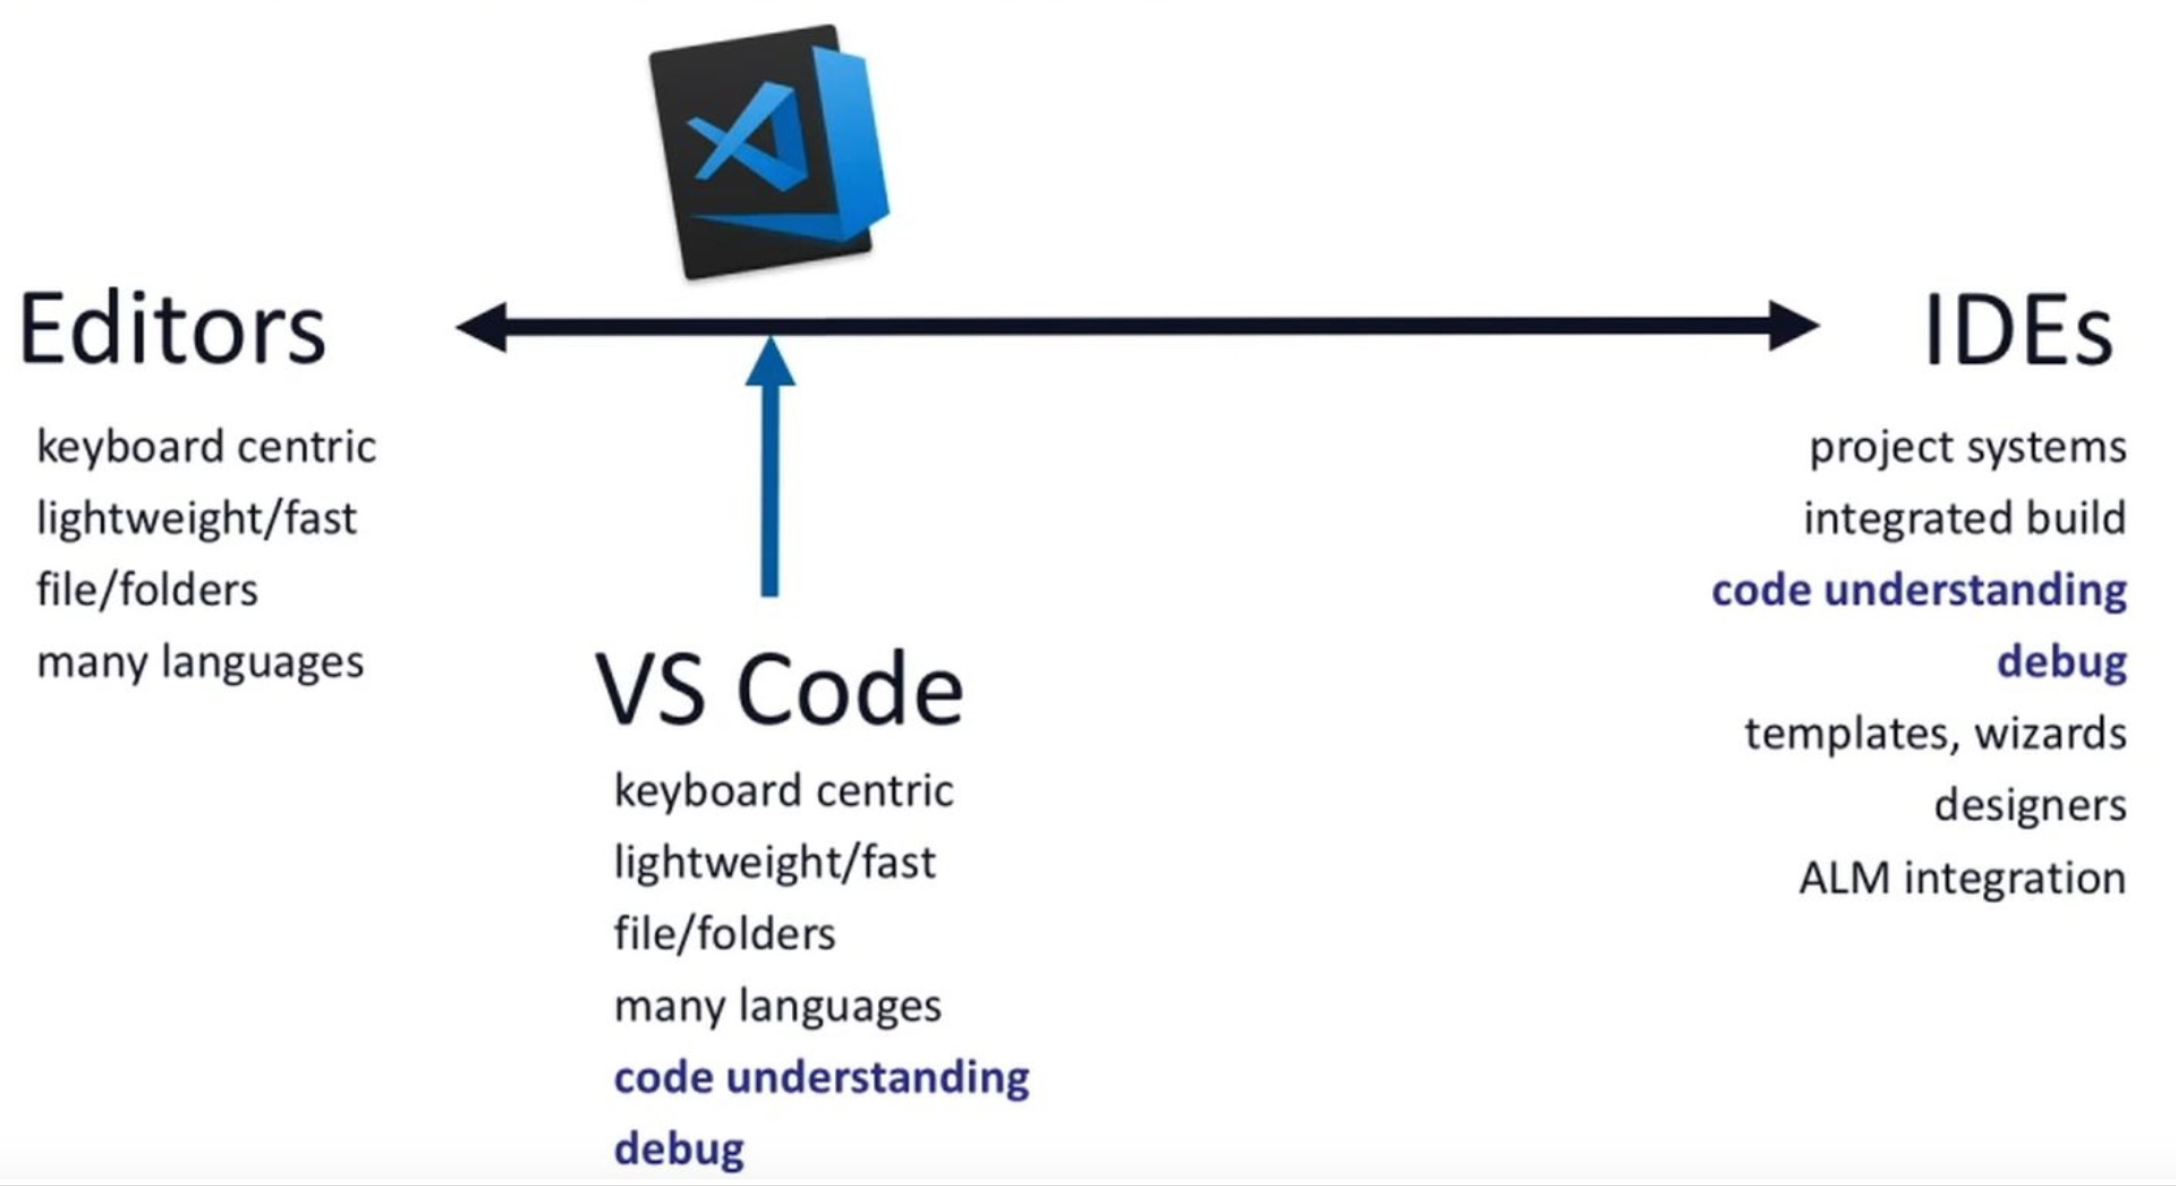 Editors
keyboard centric
lightweight/fast
file/folders
many languages
VS Code
keyboard centric
lightweight/fast
file/folders
many languages
code understanding
debug
IDEs
project systems
integrated build
code understanding
debug
templates, wizards
designers
ALM integration